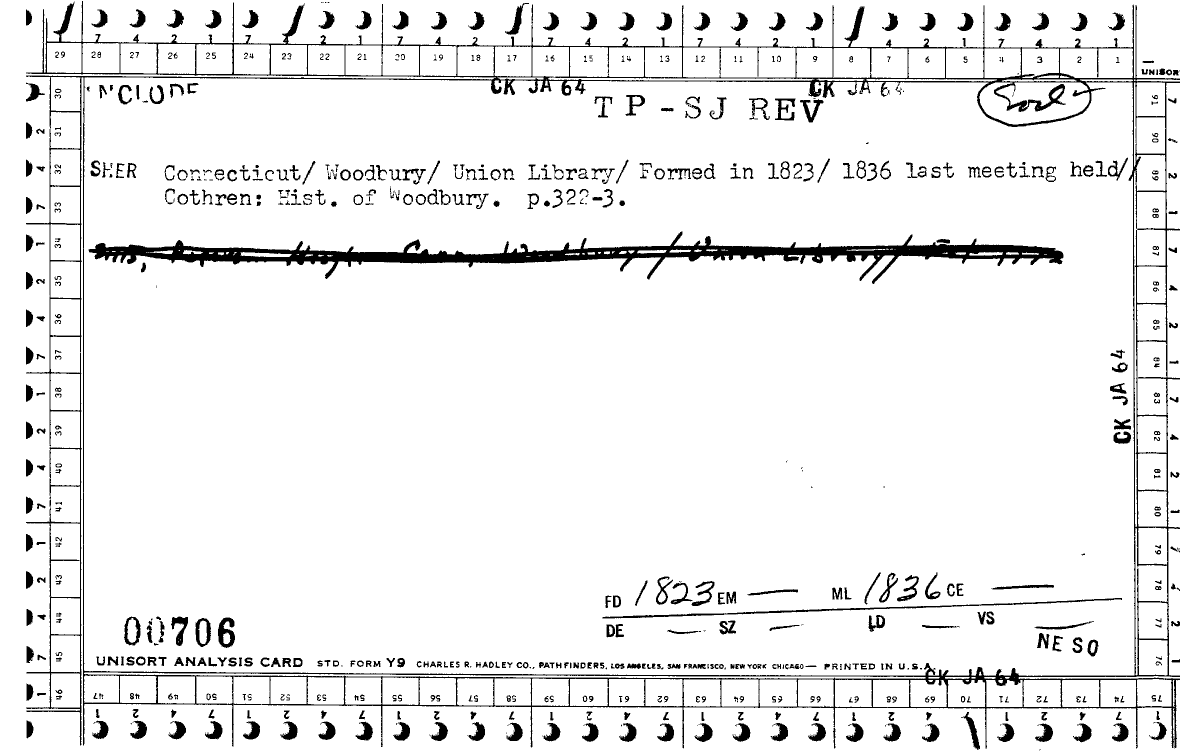 7 4 2 1 7 4 2 1 7 4 2 1 7 4 2 1 7 4 2 1 7 4 2 1 7 4 2 1
29 28 27 26 25 24 23 22 21 20 19 18 17 16 15 14 13 12 11 10 9 8 7 6 5 4 3 2 1
UNISORT
CK JA 64 CK JA 64
TP-SJ REV
SHER Connecticut/ Woodbury/ Union Library/ Formed in 1823/ 1836 last meeting held//
Cothren: Hist. of Woodbury. p.322-3.
30 31 32 33 34 35 36 37 38 39 40 41 42 43 44 45 46
91 90 89 88 87 86 85 84 83 82 81 80 79 78 77 76 75
CK JA 64
FD 1823 EM — ML 1836 CE —
DE — SZ — LD — VS —
NE SO
00706
UNISORT ANALYSIS CARD STD. FORM Y9 CHARLES R. HADLEY CO., PATHFINDERS, LOS ANGELES, SAN FRANCISCO, NEW YORK CHICAGO — PRINTED IN U.S.A.
CK JA 64
47 48 49 50 51 52 53 54 55 56 57 58 59 60 61 62 63 64 65 66 67 68 69 70 71 72 73 74 75
1 2 4 7 1 2 4 7 1 2 4 7 1 2 4 7 1 2 4 7 1 2 4 7 1 2 4 7 1